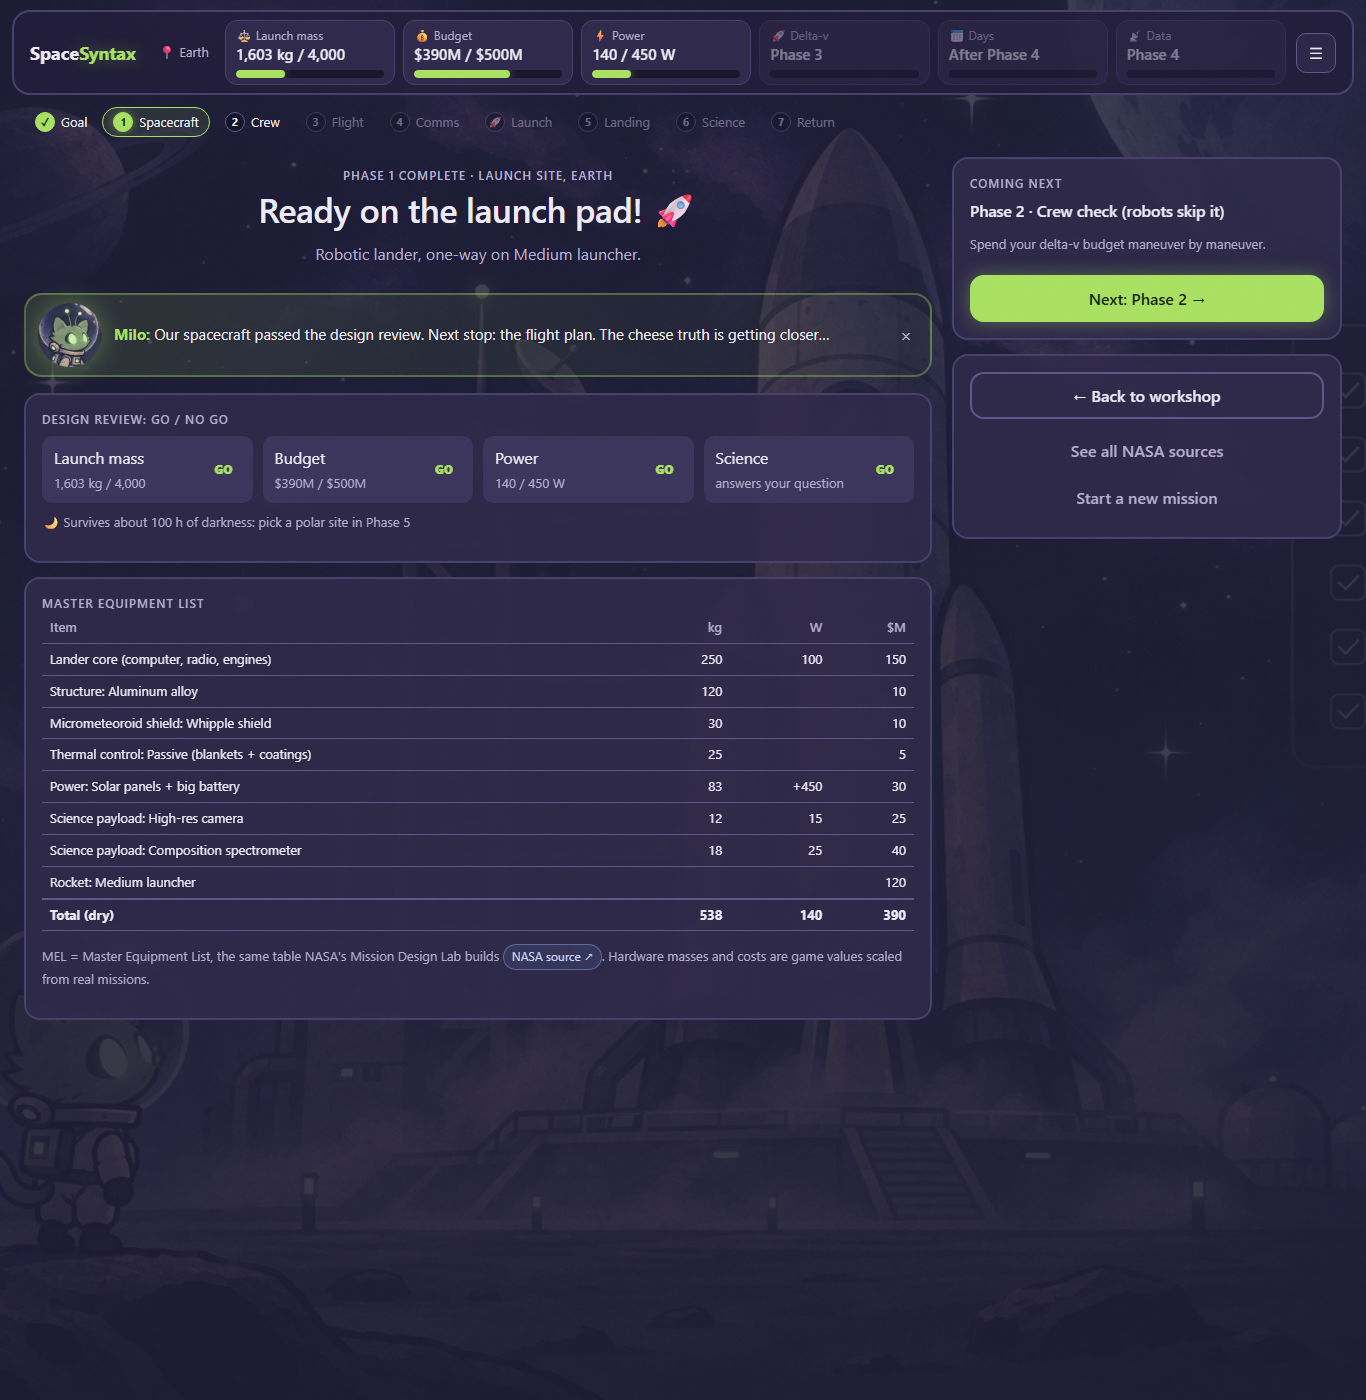 SpaceSyntax
📍 Earth
⚖️ Launch mass
1,603 kg / 4,000
💰 Budget
$390M / $500M
⚡ Power
140 / 450 W
🚀 Delta-v
Phase 3
🗓️ Days
After Phase 4
📡 Data
Phase 4
☰
✓ Goal
1 Spacecraft
2 Crew
3 Flight
4 Comms
🚀 Launch
5 Landing
6 Science
7 Return
PHASE 1 COMPLETE · LAUNCH SITE, EARTH
Ready on the launch pad! 🚀
Robotic lander, one-way on Medium launcher.
Milo: Our spacecraft passed the design review. Next stop: the flight plan. The cheese truth is getting closer...
×
DESIGN REVIEW: GO / NO GO
Launch mass
1,603 kg / 4,000
GO
Budget
$390M / $500M
GO
Power
140 / 450 W
GO
Science
answers your question
GO
🌙 Survives about 100 h of darkness: pick a polar site in Phase 5
MASTER EQUIPMENT LIST
Item kg W $M
Lander core (computer, radio, engines) 250 100 150
Structure: Aluminum alloy 120 10
Micrometeoroid shield: Whipple shield 30 10
Thermal control: Passive (blankets + coatings) 25 5
Power: Solar panels + big battery 83 +450 30
Science payload: High-res camera 12 15 25
Science payload: Composition spectrometer 18 25 40
Rocket: Medium launcher 120
Total (dry) 538 140 390
MEL = Master Equipment List, the same table NASA's Mission Design Lab builds NASA source ↗. Hardware masses and costs are game values scaled
from real missions.
COMING NEXT
Phase 2 · Crew check (robots skip it)
Spend your delta-v budget maneuver by maneuver.
Next: Phase 2 →
← Back to workshop
See all NASA sources
Start a new mission